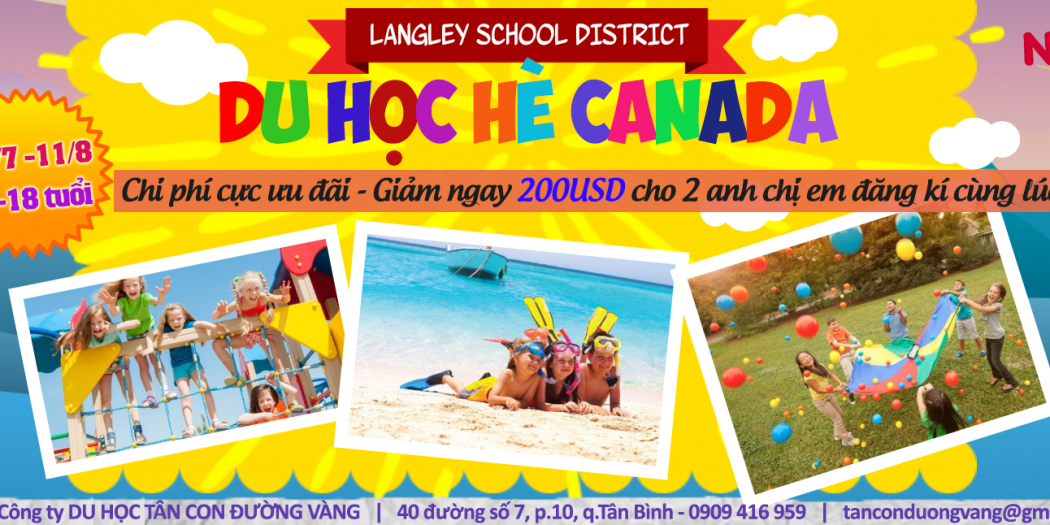 LANGLEY SCHOOL DISTRICT
DU HỌC HÈ CANADA
7 -11/8
-18 tuổi
Chi phí cực ưu đãi - Giảm ngay 200USD cho 2 anh chị em đăng kí cùng lú
Công ty DU HỌC TÂN CON ĐƯỜNG VÀNG | 40 đường số 7, p.10, q.Tân Bình - 0909 416 959 | tanconduongvang@gm